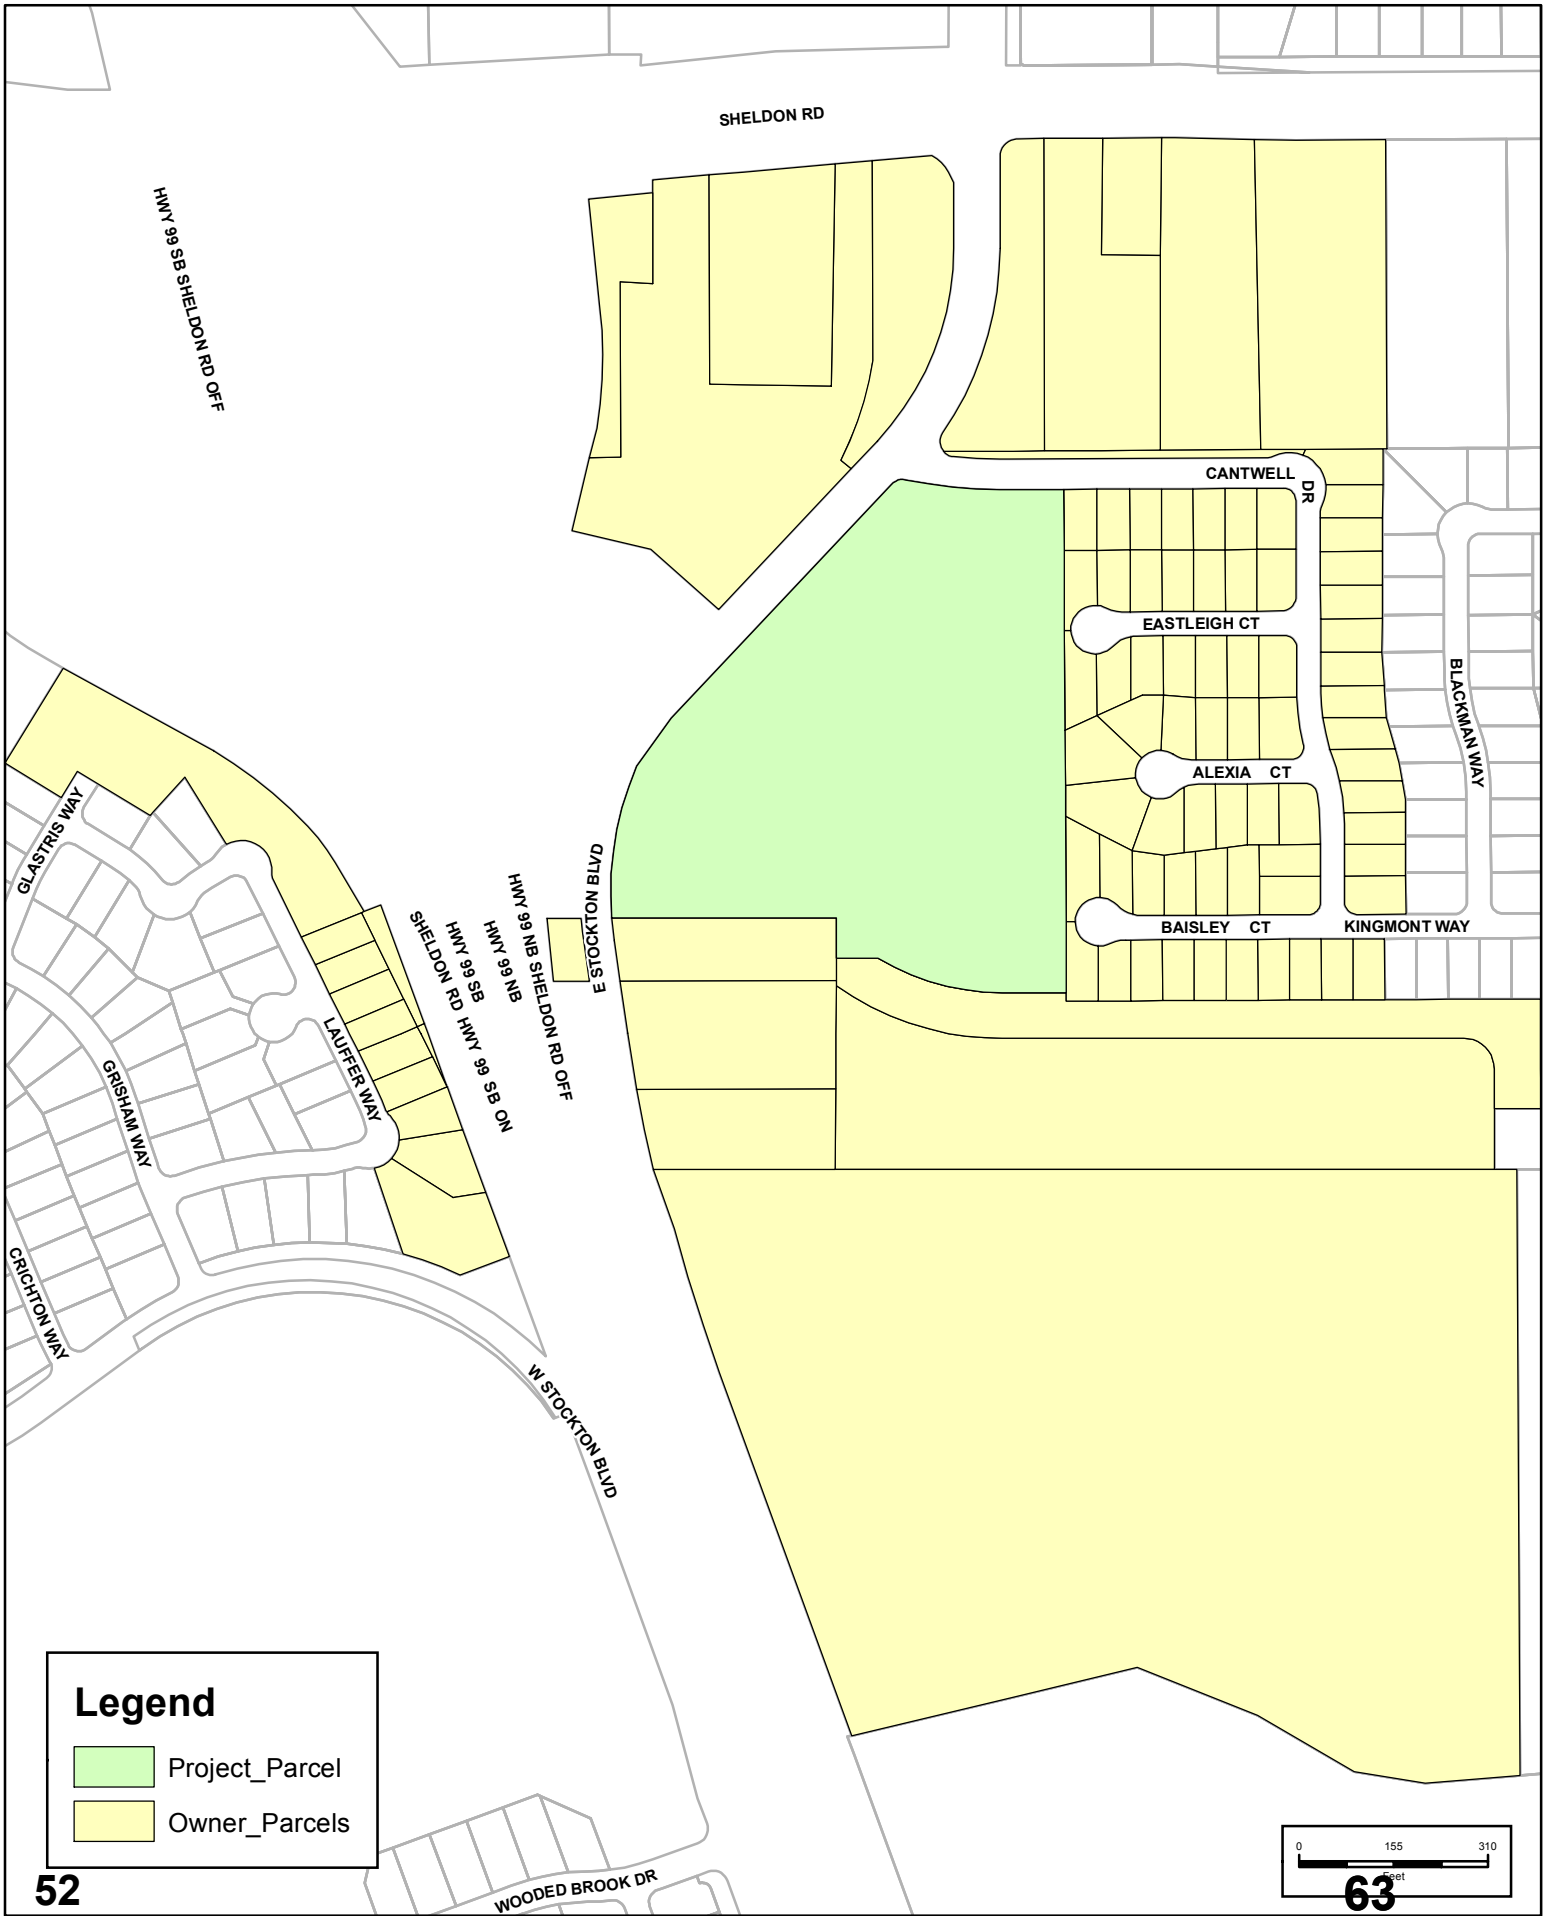 SHELDON RD
HWY 99 SB SHELDON RD OFF
CANTWELL
DR
EASTLEIGH CT
BLACKMAN WAY
ALEXIA CT
GLASTRIS WAY
E STOCKTON BLVD
HWY 99 NB SHELDON RD OFF
HWY 99 NB
HWY 99 SB
SHELDON RD HWY 99 SB ON
BAISLEY CT
KINGMONT WAY
LAUFFER WAY
GRISHAM WAY
CRICHTON WAY
W STOCKTON BLVD
Legend
Project_Parcel
Owner_Parcels
0 155 310
Feet
WOODED BROOK DR
52
63